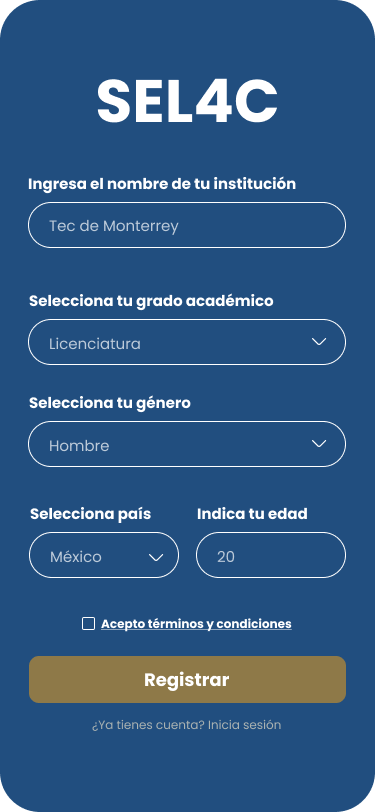 SEL4C
Ingresa el nombre de tu institución
Tec de Monterrey
Selecciona tu grado académico
Licenciatura
Selecciona tu género
Hombre
Selecciona país
Indica tu edad
México
20
Acepto términos y condiciones
Registrar
¿Ya tienes cuenta? Inicia sesión